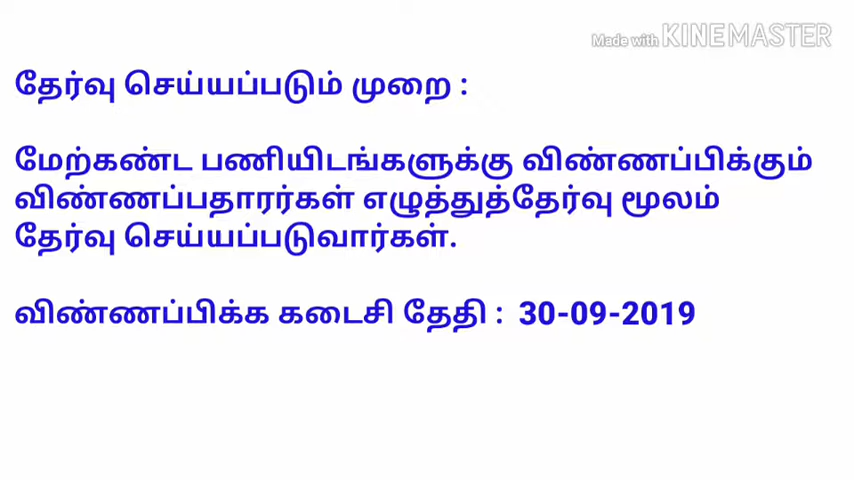 Made with KINEMASTER
தேர்வு செய்யப்படும் முறை :
மேற்கண்ட பணியிடங்களுக்கு விண்ணப்பிக்கும்
விண்ணப்பதாரர்கள் எழுத்துத்தேர்வு மூலம்
தேர்வு செய்யப்படுவார்கள்.
விண்ணப்பிக்க கடைசி தேதி : 30-09-2019